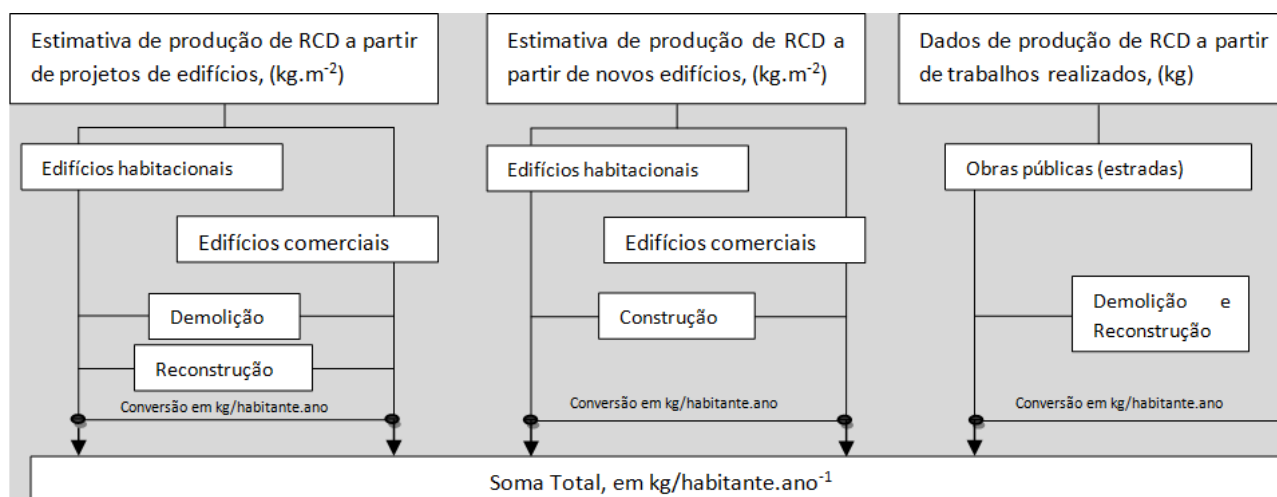 Estimativa de produção de RCD a partir
de projetos de edifícios, (kg.m⁻²)
Edifícios habitacionais
Edifícios comerciais
Demolição
Reconstrução
Conversão em kg/habitante.ano
Estimativa de produção de RCD a
partir de novos edifícios, (kg.m⁻²)
Edifícios habitacionais
Edifícios comerciais
Construção
Conversão em kg/habitante.ano
Dados de produção de RCD a partir
de trabalhos realizados, (kg)
Obras públicas (estradas)
Demolição e
Reconstrução
Conversão em kg/habitante.ano
Soma Total, em kg/habitante.ano⁻¹